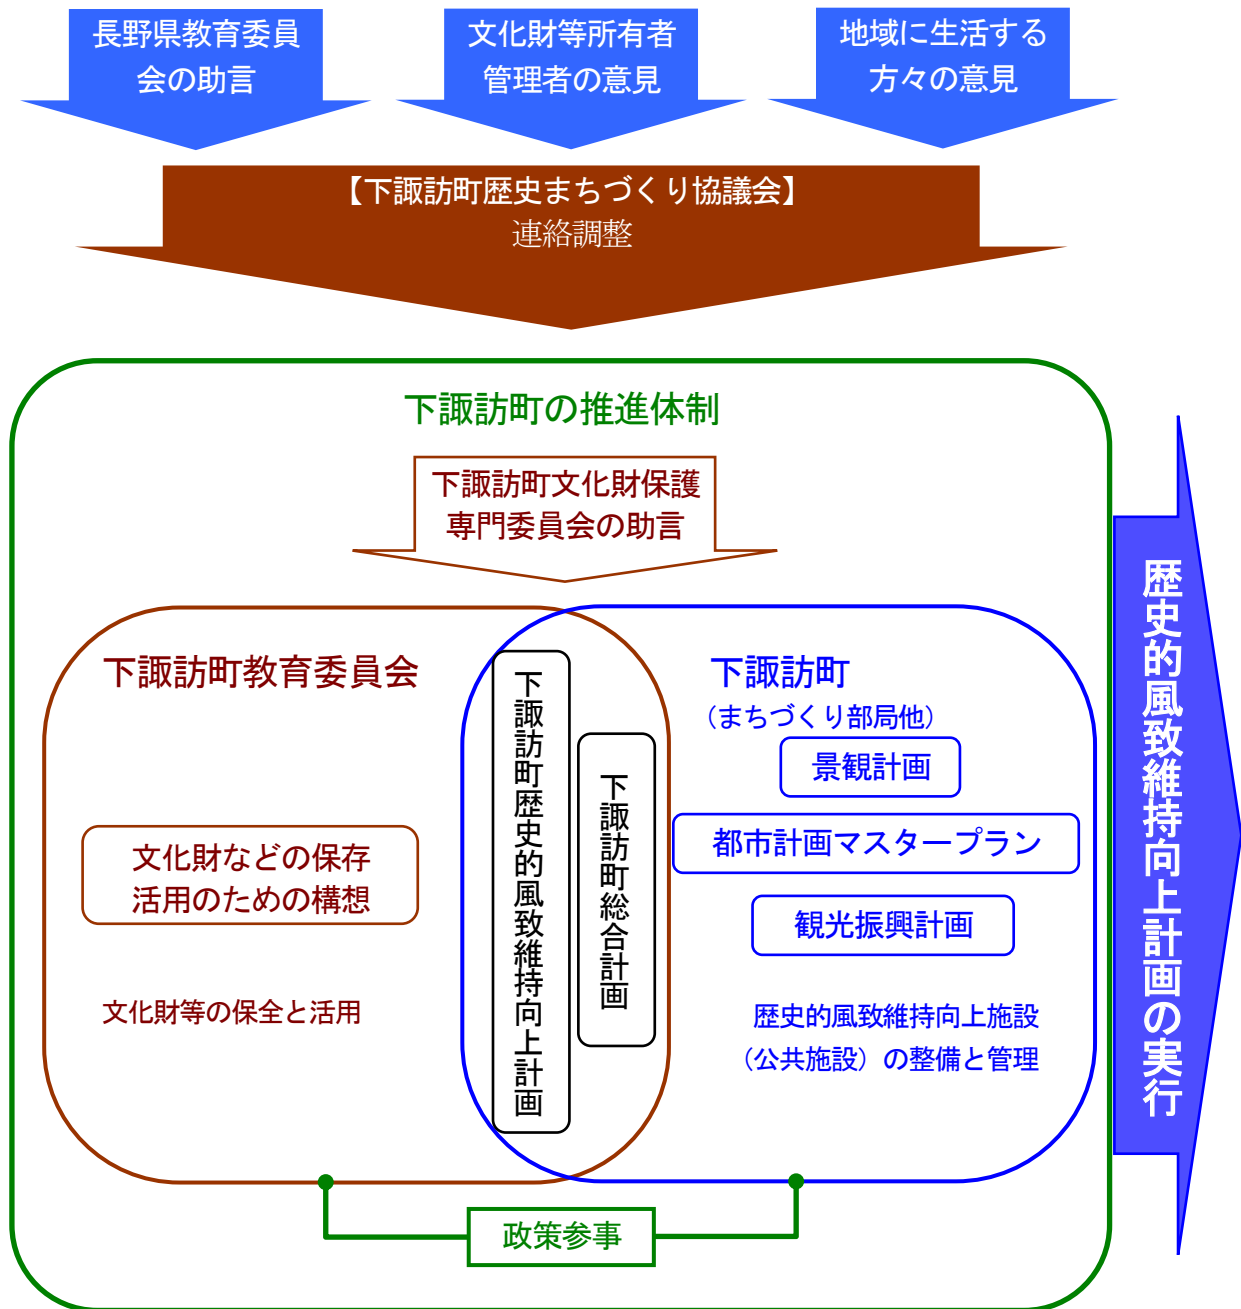 長野県教育委員
会の助言
文化財等所有者
管理者の意見
地域に生活する
方々の意見
【下諏訪町歴史まちづくり協議会】
連絡調整
下諏訪町の推進体制
下諏訪町文化財保護
専門委員会の助言
下諏訪町教育委員会
文化財などの保存
活用のための構想
文化財等の保全と活用
下諏訪町歴史的風致維持向上計画
下諏訪町総合計画
下諏訪町
（まちづくり部局他）
景観計画
都市計画マスタープラン
観光振興計画
歴史的風致維持向上施設
（公共施設）の整備と管理
政策参事
歴史的風致維持向上計画の実行